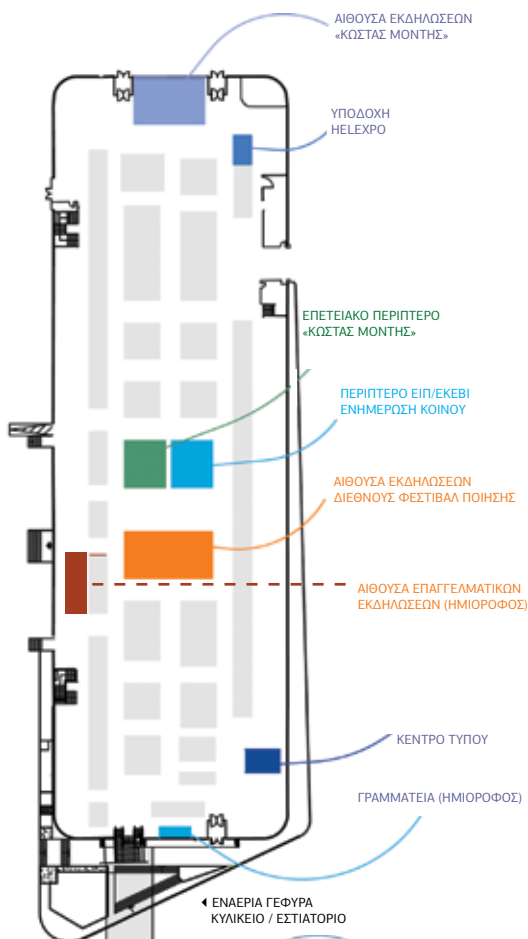 ΑΙΘΟΥΣΑ ΕΚΔΗΛΩΣΕΩΝ
«ΚΩΣΤΑΣ ΜΟΝΤΗΣ»
ΥΠΟΔΟΧΗ
HELEXPO
ΕΠΕΤΕΙΑΚΟ ΠΕΡΙΠΤΕΡΟ
«ΚΩΣΤΑΣ ΜΟΝΤΗΣ»
ΠΕΡΙΠΤΕΡΟ ΕΙΠ/ΕΚΕΒΙ
ΕΝΗΜΕΡΩΣΗ ΚΟΙΝΟΥ
ΑΙΘΟΥΣΑ ΕΚΔΗΛΩΣΕΩΝ
ΔΙΕΘΝΟΥΣ ΦΕΣΤΙΒΑΛ ΠΟΙΗΣΗΣ
ΑΙΘΟΥΣΑ ΕΠΑΓΓΕΛΜΑΤΙΚΩΝ
ΕΚΔΗΛΩΣΕΩΝ (ΗΜΙΟΡΟΦΟΣ)
ΚΕΝΤΡΟ ΤΥΠΟΥ
ΓΡΑΜΜΑΤΕΙΑ (ΗΜΙΟΡΟΦΟΣ)
ΕΝΑΕΡΙΑ ΓΕΦΥΡΑ
ΚΥΛΙΚΕΙΟ / ΕΣΤΙΑΤΟΡΙΟ